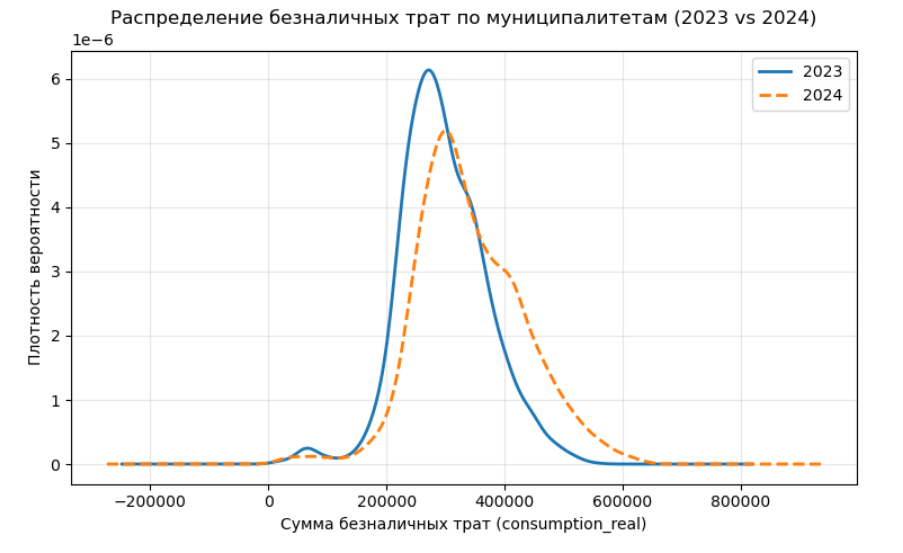 Распределение безналичных трат по муниципалитетам (2023 vs 2024)
1e−6
2023
2024
6
5
4
3
2
1
0
Плотность вероятности
−200000 0 200000 400000 600000 800000
Сумма безналичных трат (consumption_real)